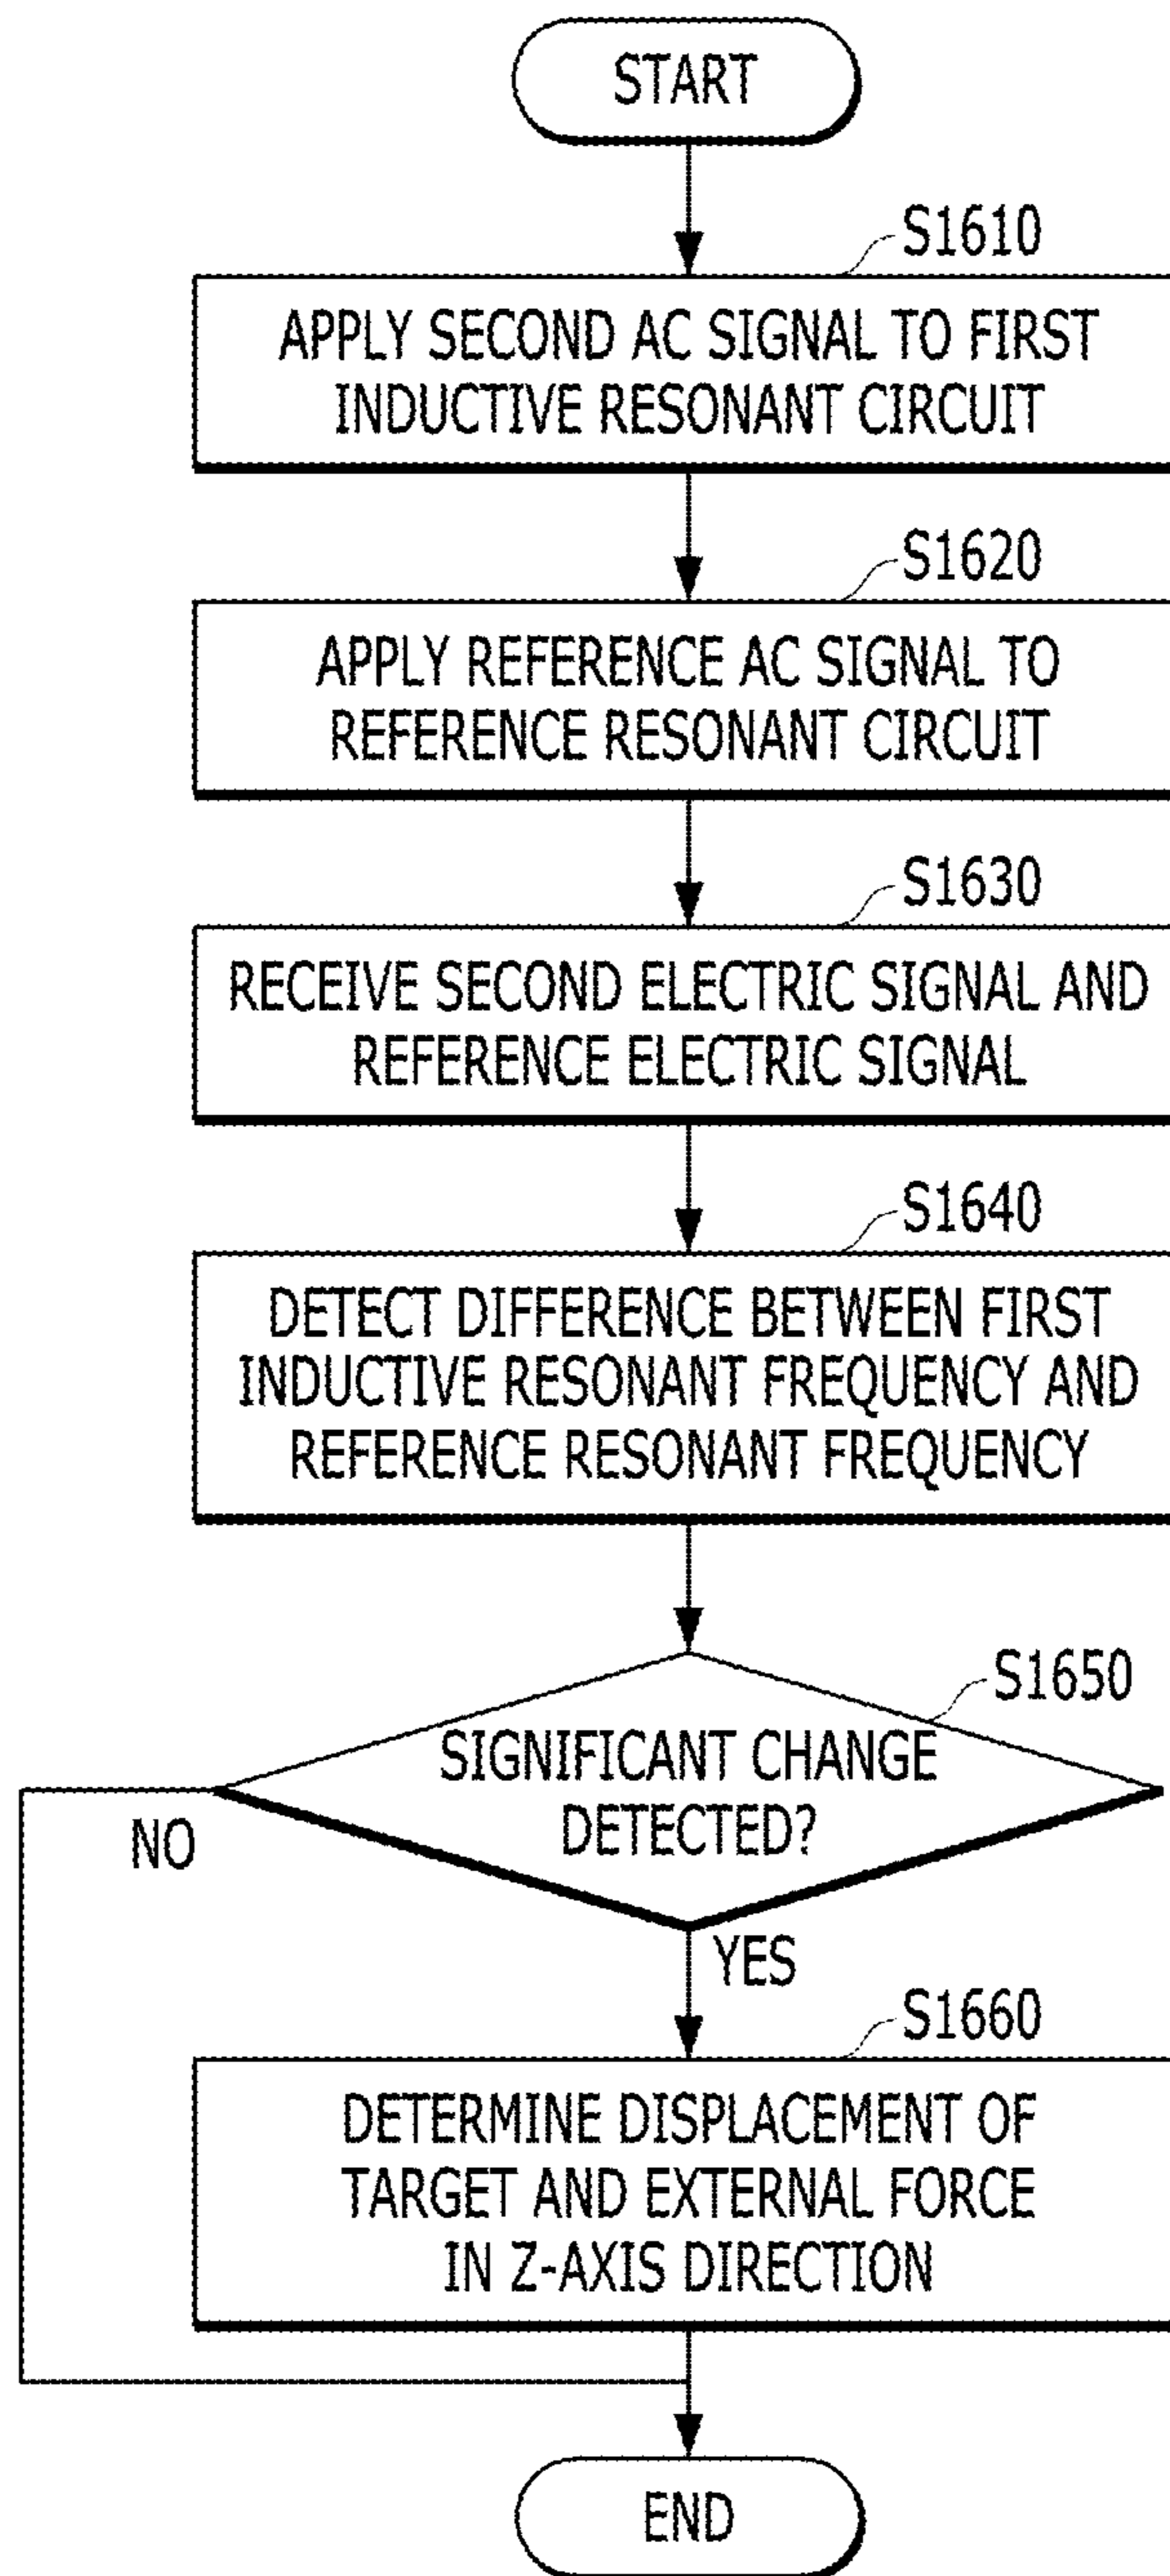 START
S1610
APPLY SECOND AC SIGNAL TO FIRST
INDUCTIVE RESONANT CIRCUIT
S1620
APPLY REFERENCE AC SIGNAL TO
REFERENCE RESONANT CIRCUIT
S1630
RECEIVE SECOND ELECTRIC SIGNAL AND
REFERENCE ELECTRIC SIGNAL
S1640
DETECT DIFFERENCE BETWEEN FIRST
INDUCTIVE RESONANT FREQUENCY AND
REFERENCE RESONANT FREQUENCY
S1650
SIGNIFICANT CHANGE
DETECTED?
NO
YES
S1660
DETERMINE DISPLACEMENT OF
TARGET AND EXTERNAL FORCE
IN Z-AXIS DIRECTION
END